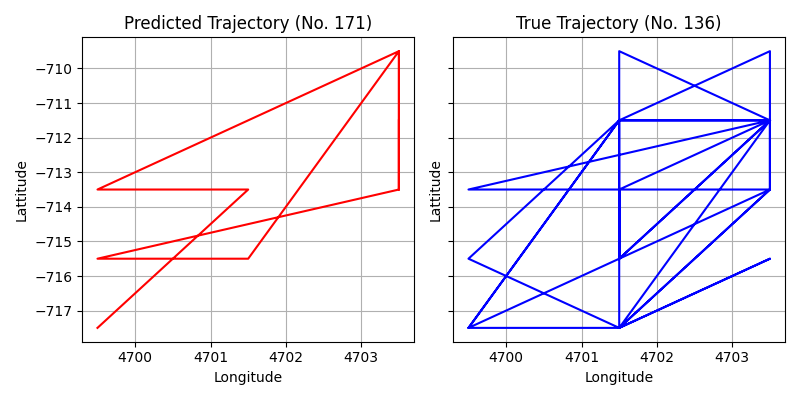 Predicted Trajectory (No. 171)
True Trajectory (No. 136)
−710
−711
−712
−713
−714
−715
−716
−717
Lattitude
Lattitude
4700
4701
4702
4703
4700
4701
4702
4703
Longitude
Longitude